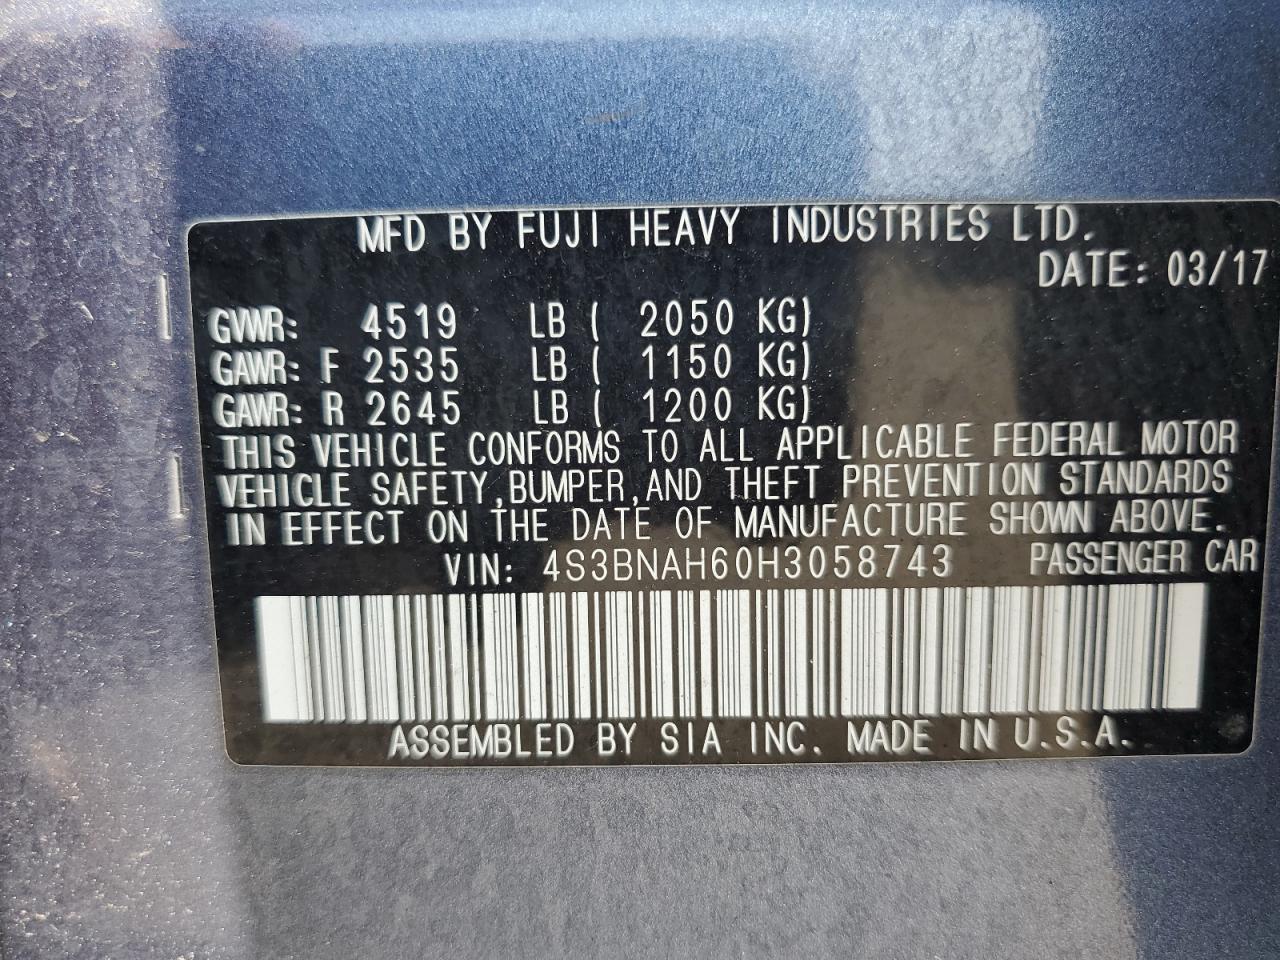 MFD BY FUJI HEAVY INDUSTRIES LTD.
DATE: 03/17
GVWR: 4519 LB ( 2050 KG)
GAWR: F 2535 LB ( 1150 KG)
GAWR: R 2645 LB ( 1200 KG)
THIS VEHICLE CONFORMS TO ALL APPLICABLE FEDERAL MOTOR
VEHICLE SAFETY,BUMPER,AND THEFT PREVENTION STANDARDS
IN EFFECT ON THE DATE OF MANUFACTURE SHOWN ABOVE.
VIN: 4S3BNAH60H3058743 PASSENGER CAR
ASSEMBLED BY SIA INC. MADE IN U.S.A.